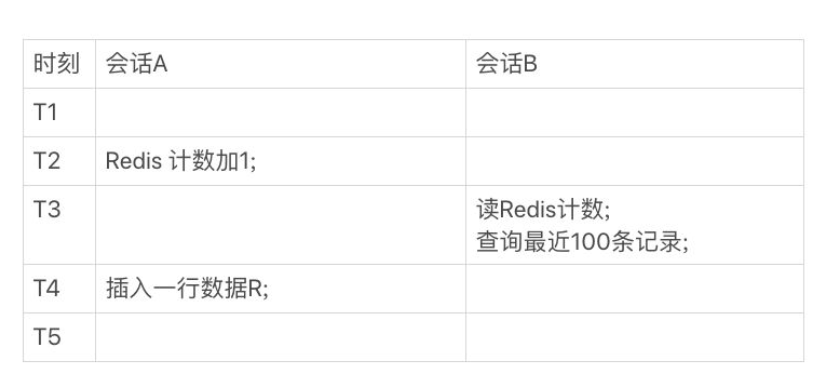 时刻 会话A 会话B
T1
T2 Redis 计数加1;
T3 读Redis计数;
查询最近100条记录;
T4 插入一行数据R;
T5